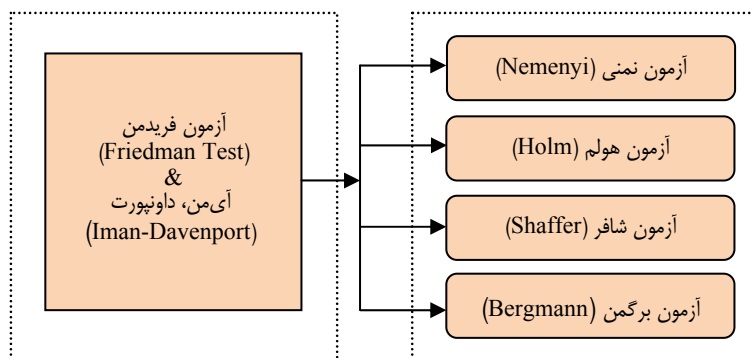 آزمون فریدمن
(Friedman Test)
&
آی‌من، داونپورت
(Iman-Davenport)
آزمون نمنی (Nemenyi)
آزمون هولم (Holm)
آزمون شافر (Shaffer)
آزمون برگمن (Bergmann)